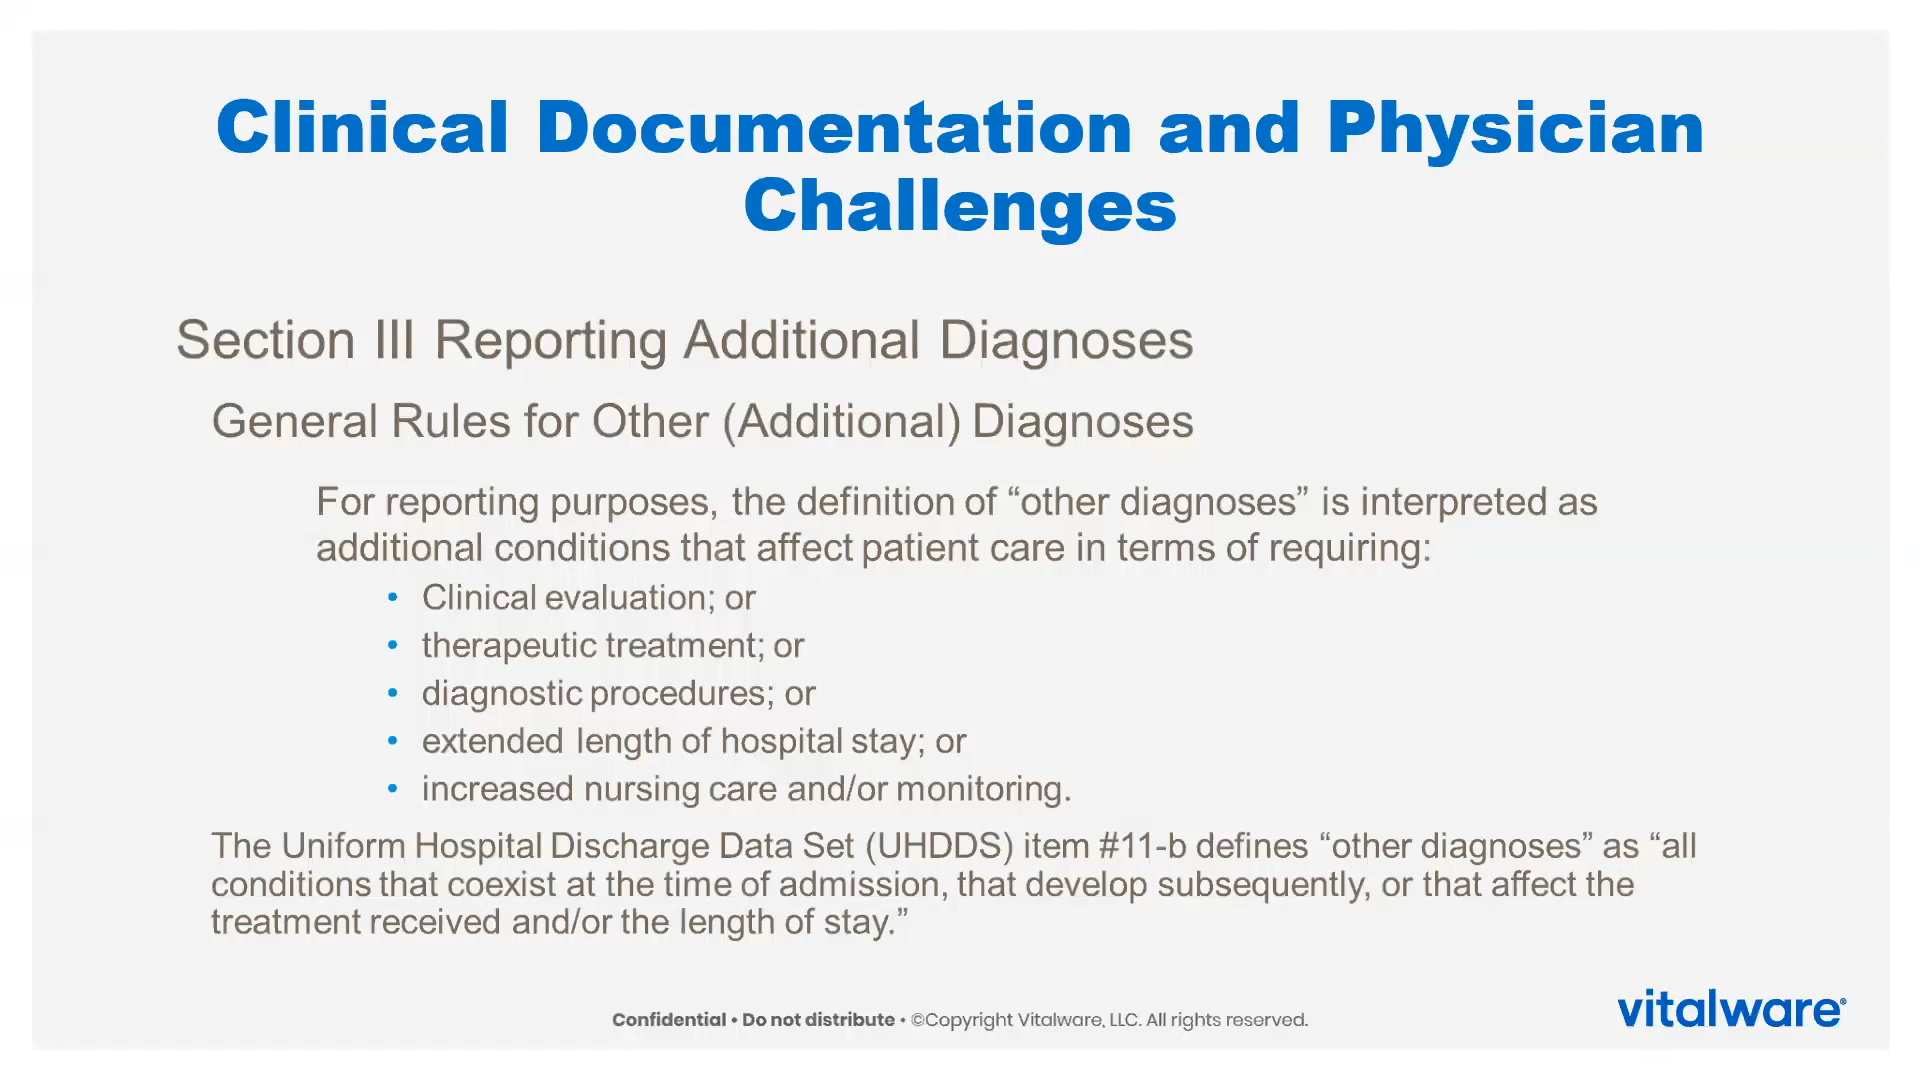 Clinical Documentation and Physician
Challenges
Section III Reporting Additional Diagnoses
General Rules for Other (Additional) Diagnoses
For reporting purposes, the definition of “other diagnoses” is interpreted as
additional conditions that affect patient care in terms of requiring:
• Clinical evaluation; or
• therapeutic treatment; or
• diagnostic procedures; or
• extended length of hospital stay; or
• increased nursing care and/or monitoring.
The Uniform Hospital Discharge Data Set (UHDDS) item #11-b defines “other diagnoses” as “all
conditions that coexist at the time of admission, that develop subsequently, or that affect the
treatment received and/or the length of stay.”
Confidential • Do not distribute • ©Copyright Vitalware, LLC. All rights reserved.
vitalware®